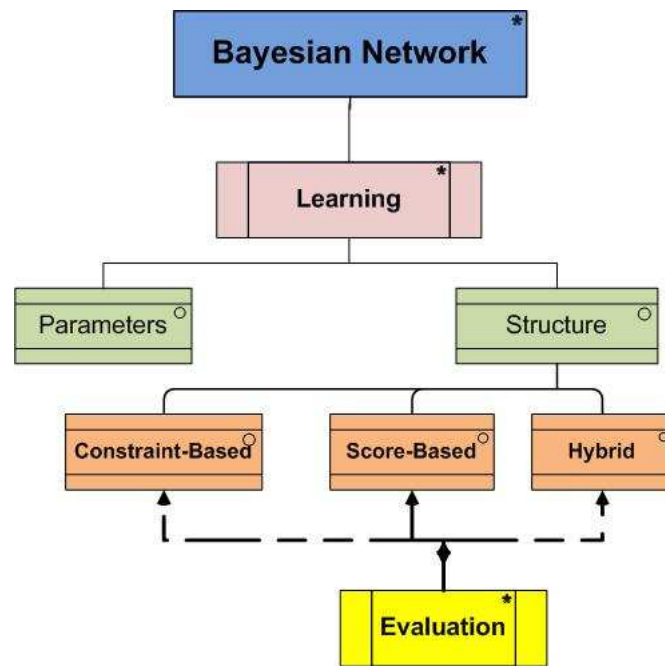 Bayesian Network *
Learning *
Parameters
Structure
Constraint-Based
Score-Based
Hybrid
Evaluation *